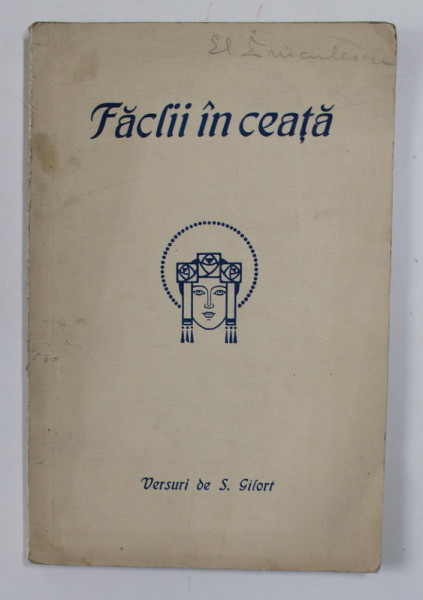 Făclii în ceață
Versuri de S. Gilort